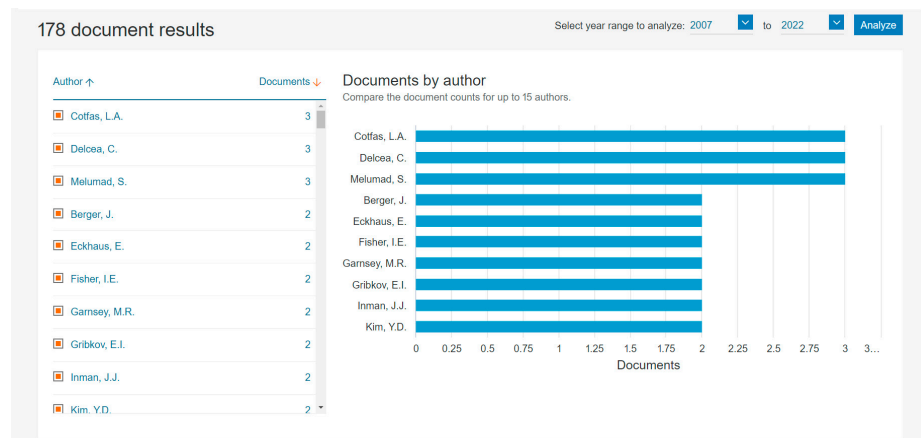 178 document results
Select year range to analyze: 2007 to 2022 Analyze
Author Documents
Cotfas, L.A. 3
Delcea, C. 3
Melumad, S. 3
Berger, J. 2
Eckhaus, E. 2
Fisher, I.E. 2
Garnsey, M.R. 2
Gribkov, E.I. 2
Inman, J.J. 2
Kim, Y.D. 2
Documents by author
Compare the document counts for up to 15 authors.
Cotfas, L.A.
Delcea, C.
Melumad, S.
Berger, J.
Eckhaus, E.
Fisher, I.E.
Garnsey, M.R.
Gribkov, E.I.
Inman, J.J.
Kim, Y.D.
0 0.25 0.5 0.75 1 1.25 1.5 1.75 2 2.25 2.5 2.75 3 3...
Documents